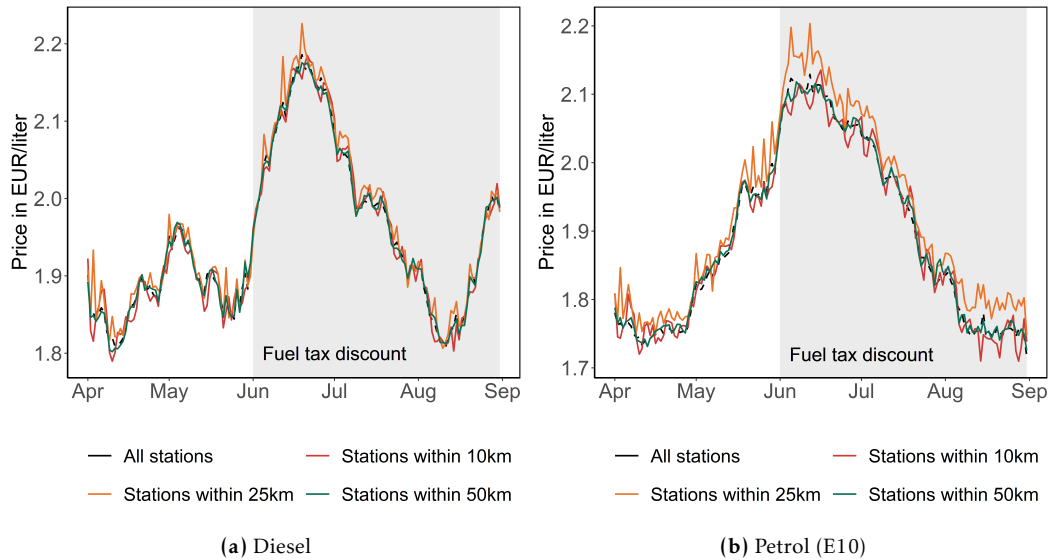 Price in EUR/liter
2.2
2.1
2.0
1.9
1.8
Fuel tax discount
Apr May Jun Jul Aug Sep
All stations
Stations within 10km
Stations within 25km
Stations within 50km
(a) Diesel
Price in EUR/liter
2.2
2.1
2.0
1.9
1.8
1.7
Fuel tax discount
Apr May Jun Jul Aug Sep
All stations
Stations within 10km
Stations within 25km
Stations within 50km
(b) Petrol (E10)